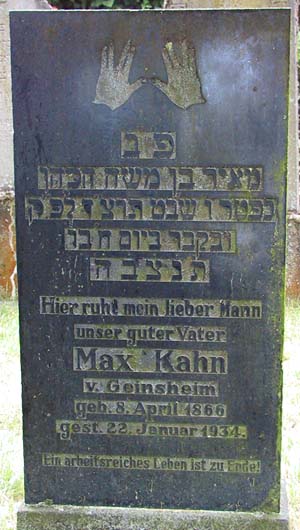 פ נ
מאיר בן משה הכהן
נפטר ו שבט תרצ ד לפ ק
ונקבר ביום ח בו
ת נ צ ב ה
Hier ruht mein lieber Mann
unser guter Vater
Max Kahn
v. Geinsheim
geb. 8. April 1866
gest. 22. Januar 1934.
Ein arbeitsreiches Leben ist zu Ende!